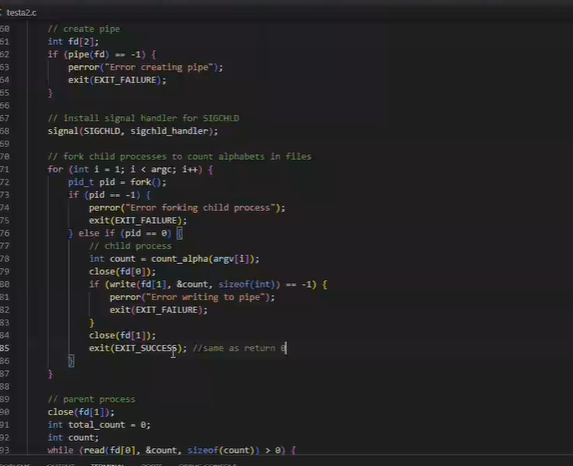 testa2.c
60 // create pipe
61 int fd[2];
62 if (pipe(fd) == -1) {
63 perror("Error creating pipe");
64 exit(EXIT_FAILURE);
65 }
66
67 // install signal handler for SIGCHLD
68 signal(SIGCHLD, sigchld_handler);
69
70 // fork child processes to count alphabets in files
71 for (int i = 1; i < argc; i++) {
72 pid_t pid = fork();
73 if (pid == -1) {
74 perror("Error forking child process");
75 exit(EXIT_FAILURE);
76 } else if (pid == 0) {
77 // child process
78 int count = count_alpha(argv[i]);
79 close(fd[0]);
80 if (write(fd[1], &count, sizeof(int)) == -1) {
81 perror("Error writing to pipe");
82 exit(EXIT_FAILURE);
83 }
84 close(fd[1]);
85 exit(EXIT_SUCCESS); //same as return 0
86 }
87 }
88
89 // parent process
90 close(fd[1]);
91 int total_count = 0;
92 int count;
93 while (read(fd[0], &count, sizeof(count)) > 0) {